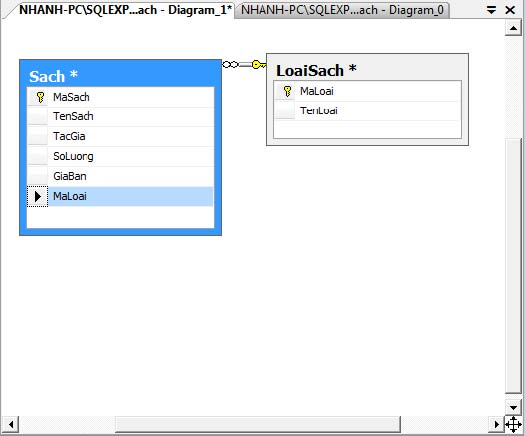 NHANH-PC\SQLEXP...ach - Diagram_1*
NHANH-PC\SQLEXP...ach - Diagram_0
Sach *
MaSach
TenSach
TacGia
SoLuong
GiaBan
MaLoai
LoaiSach *
MaLoai
TenLoai